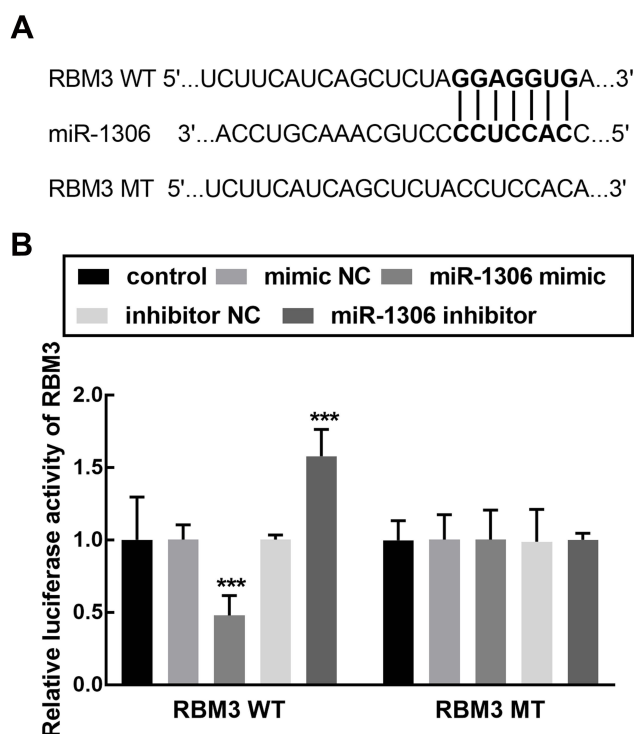 A
RBM3 WT 5'...UCUUCAUCAGCUCUAGGAGGUGA...3'
miR-1306 3'...ACCUGCAAACGUCCCCUCCACC...5'
RBM3 MT 5'...UCUUCAUCAGCUCUACCUCCACA...3'
B
control mimic NC miR-1306 mimic
inhibitor NC miR-1306 inhibitor
Relative luciferase activity of RBM3
2.0
1.5
1.0
0.5
0.0
***
***
RBM3 WT RBM3 MT